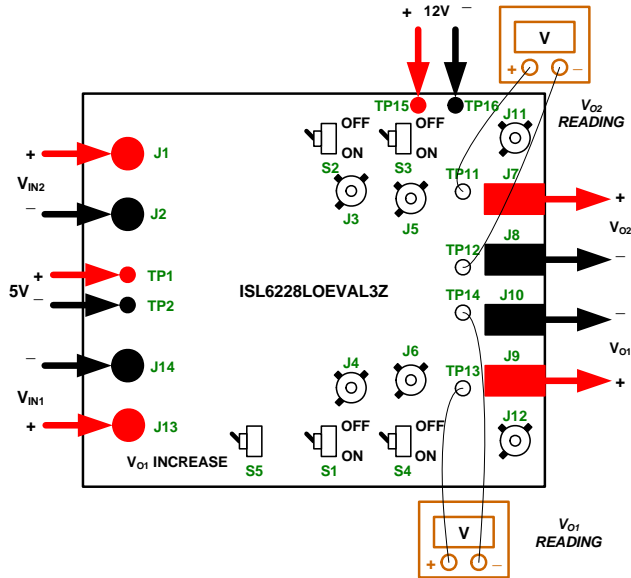 + 12V −
V
+ −
VO2
READING
TP15 TP16
OFF OFF J11
ON ON
S2 S3
+ J1
VIN2
− J2
J3 J5
TP11 J7 +
VO2
TP12 J8 −
+ TP1
5V − TP2
ISL6228LOEVAL3Z
TP14 J10 −
VO1
− J14
VIN1
+ J13
J4 J6
TP13 J9 +
J12
OFF OFF
ON ON
VO1 INCREASE
S5 S1 S4
V
+ −
VO1
READING